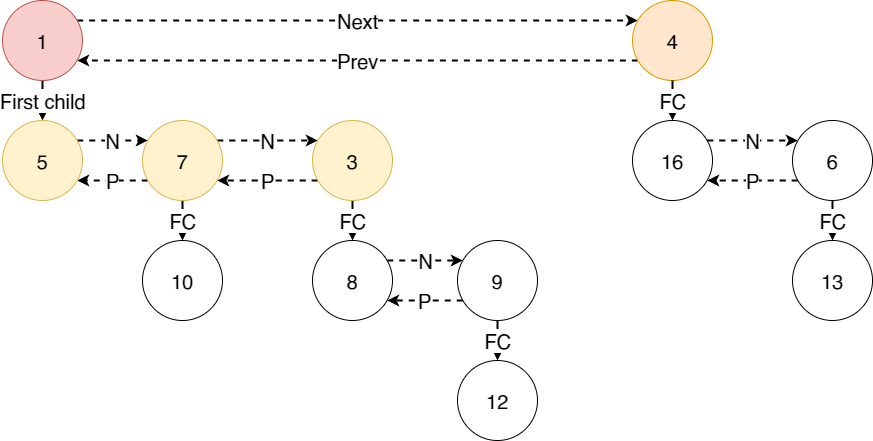 1
Next
4
Prev
First child
FC
5
N
7
N
3
16
N
6
P
P
P
FC
FC
FC
10
8
N
9
13
P
FC
12